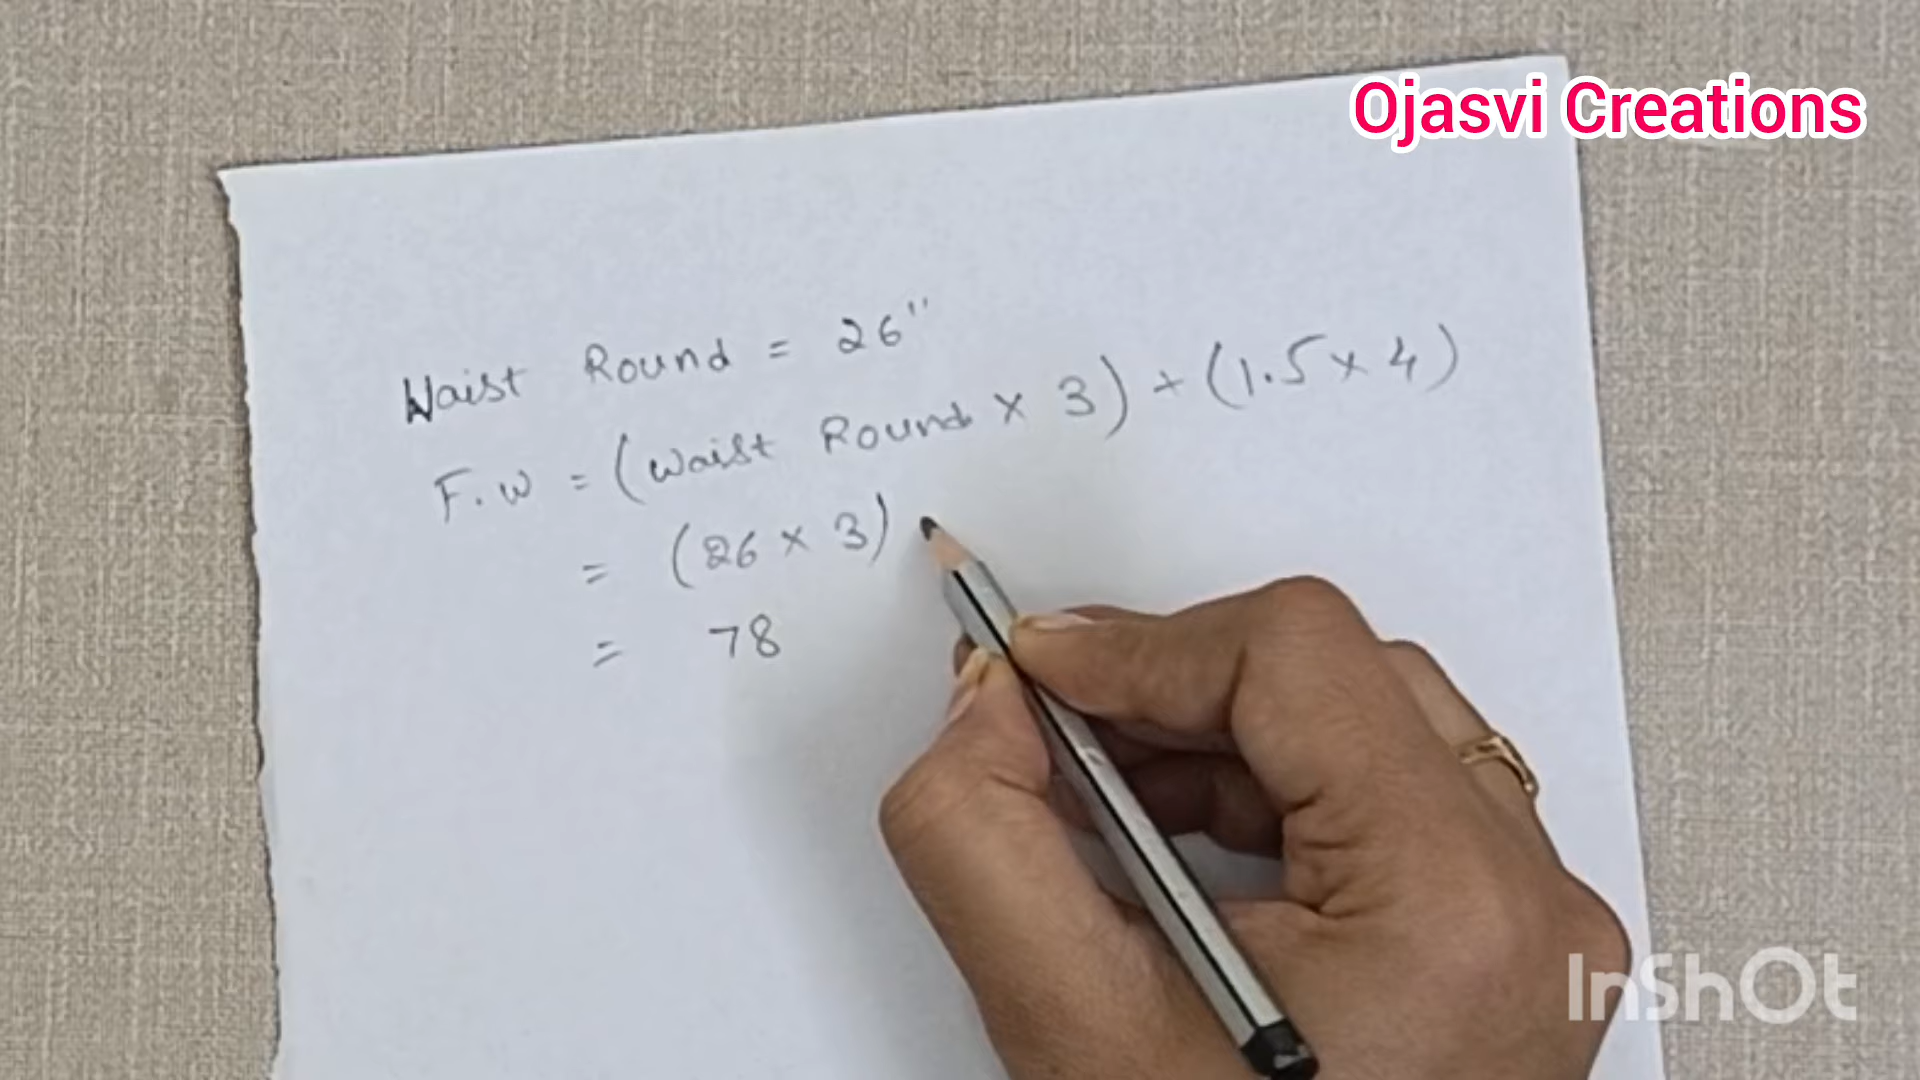 Ojasvi Creations
Waist Round = 26"
F.W = (Waist Round × 3) + (1.5 × 4)
= (26 × 3)
= 78
InShOt